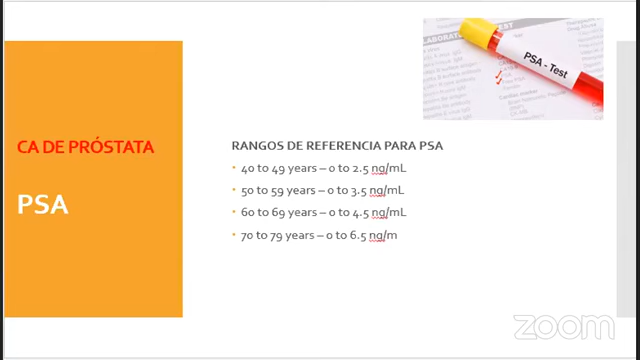 CA DE PRÓSTATA
PSA
PSA - Test
RANGOS DE REFERENCIA PARA PSA
• 40 to 49 years – 0 to 2.5 ng/mL
• 50 to 59 years – 0 to 3.5 ng/mL
• 60 to 69 years – 0 to 4.5 ng/mL
• 70 to 79 years – 0 to 6.5 ng/m
zoom